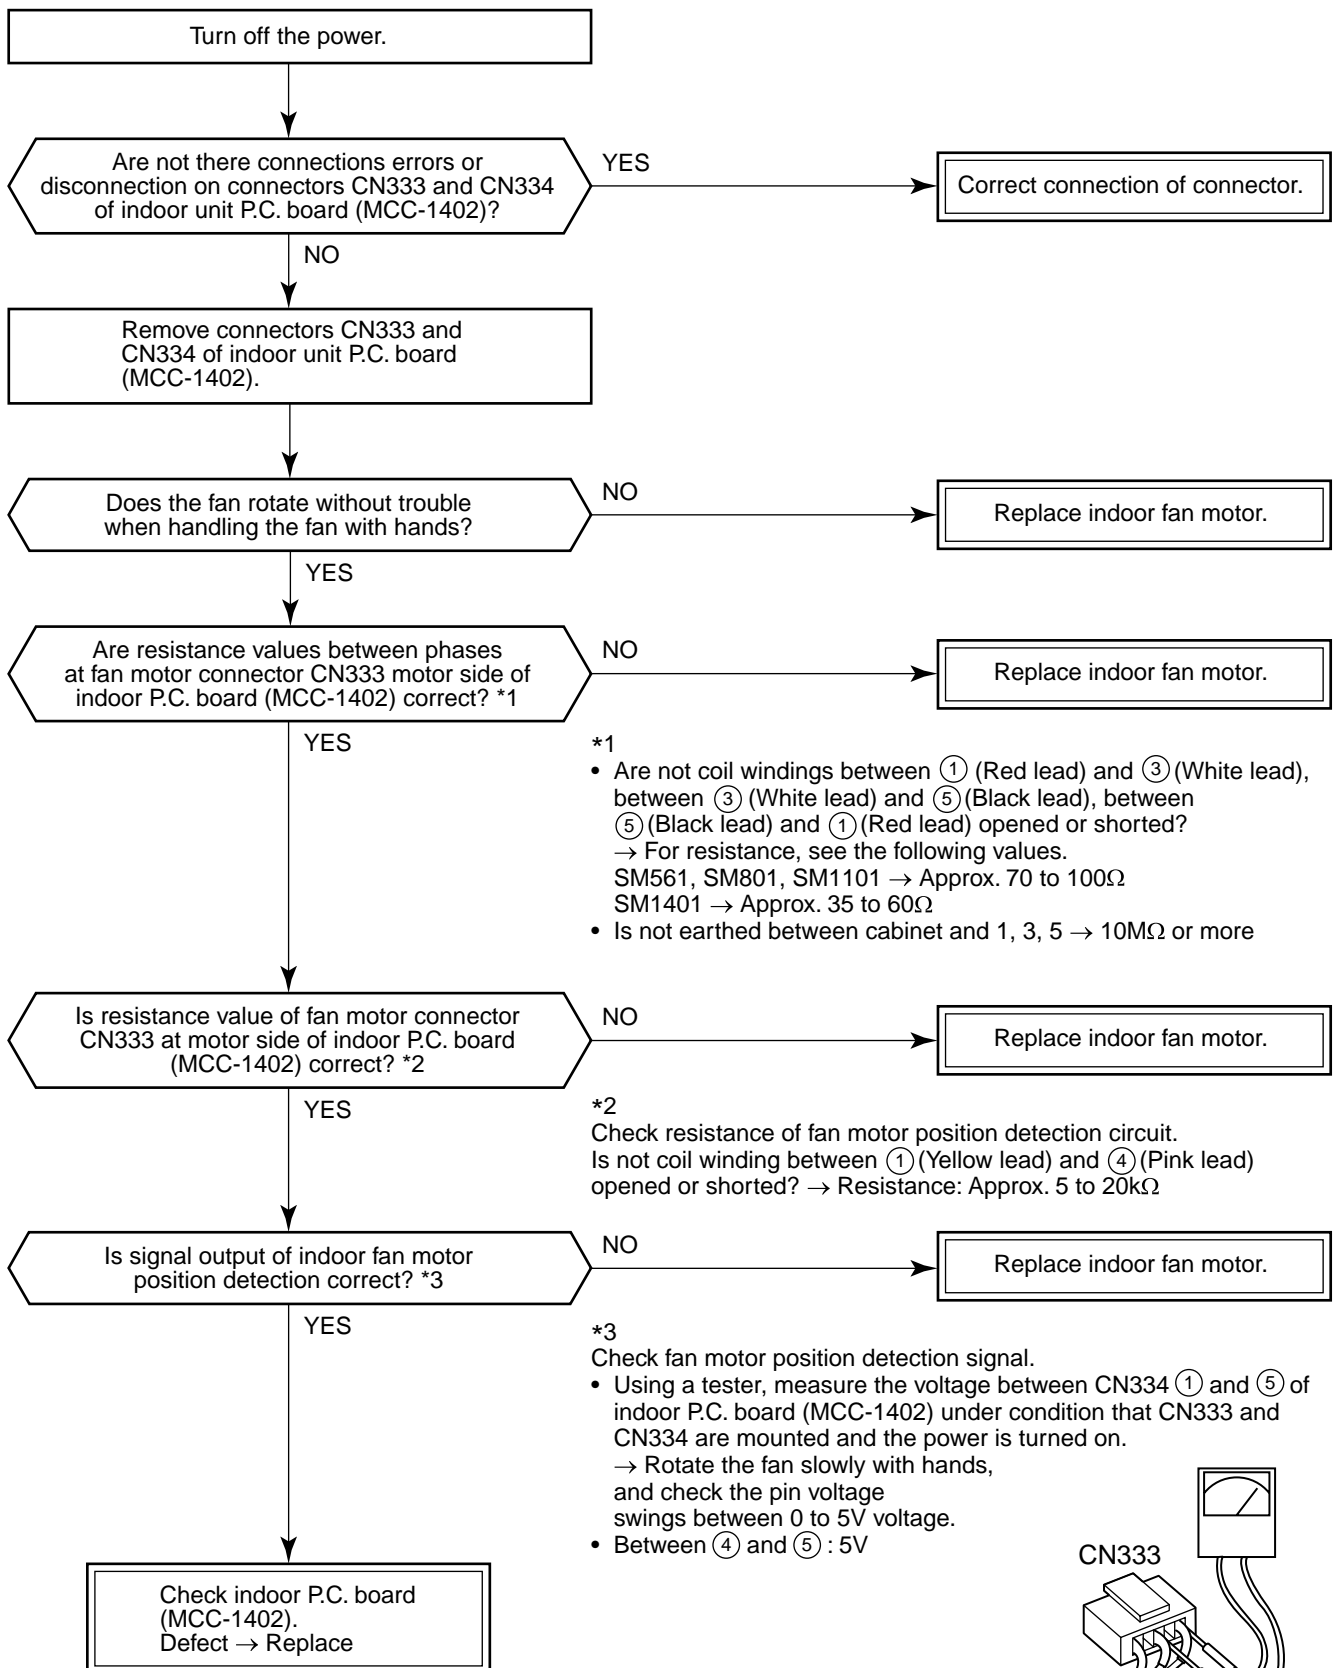 Turn off the power.
Are not there connections errors or
disconnection on connectors CN333 and CN334
of indoor unit P.C. board (MCC-1402)?
YES
Correct connection of connector.
NO
Remove connectors CN333 and
CN334 of indoor unit P.C. board
(MCC-1402).
Does the fan rotate without trouble
when handling the fan with hands?
NO
Replace indoor fan motor.
YES
Are resistance values between phases
at fan motor connector CN333 motor side of
indoor P.C. board (MCC-1402) correct? *1
NO
Replace indoor fan motor.
YES
*1
• Are not coil windings between ① (Red lead) and ③ (White lead),
between ③ (White lead) and ⑤ (Black lead), between
⑤ (Black lead) and ① (Red lead) opened or shorted?
→ For resistance, see the following values.
SM561, SM801, SM1101 → Approx. 70 to 100Ω
SM1401 → Approx. 35 to 60Ω
• Is not earthed between cabinet and 1, 3, 5 → 10MΩ or more
Is resistance value of fan motor connector
CN333 at motor side of indoor P.C. board
(MCC-1402) correct? *2
NO
Replace indoor fan motor.
YES
*2
Check resistance of fan motor position detection circuit.
Is not coil winding between ① (Yellow lead) and ④ (Pink lead)
opened or shorted? → Resistance: Approx. 5 to 20kΩ
Is signal output of indoor fan motor
position detection correct? *3
NO
Replace indoor fan motor.
YES
*3
Check fan motor position detection signal.
• Using a tester, measure the voltage between CN334 ① and ⑤ of
indoor P.C. board (MCC-1402) under condition that CN333 and
CN334 are mounted and the power is turned on.
→ Rotate the fan slowly with hands,
and check the pin voltage
swings between 0 to 5V voltage.
• Between ④ and ⑤ : 5V
CN333
Check indoor P.C. board
(MCC-1402).
Defect → Replace